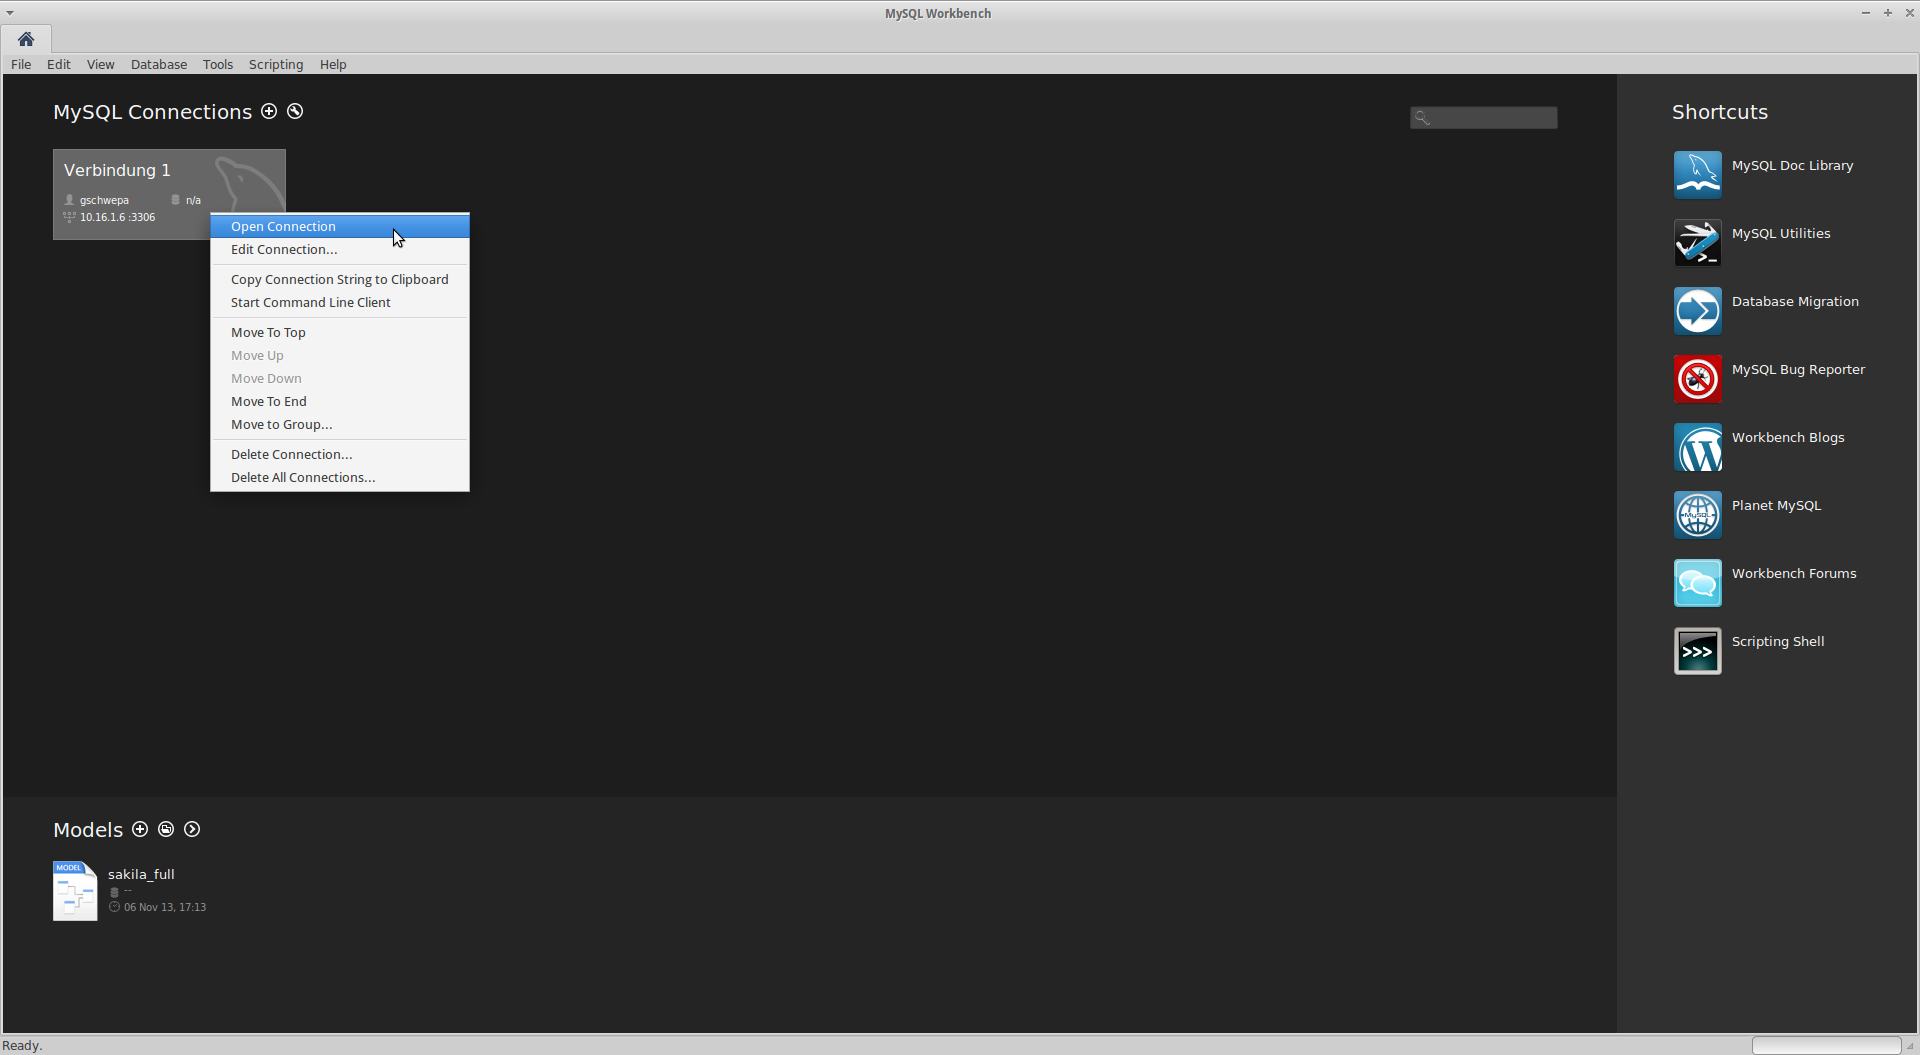 MySQL Workbench
File Edit View Database Tools Scripting Help
MySQL Connections
Verbindung 1
gschwepa n/a
10.16.1.6 :3306
Open Connection
Edit Connection...
Copy Connection String to Clipboard
Start Command Line Client
Move To Top
Move Up
Move Down
Move To End
Move to Group...
Delete Connection...
Delete All Connections...
Shortcuts
MySQL Doc Library
MySQL Utilities
>_
Database Migration
MySQL Bug Reporter
Workbench Blogs
W
Planet MySQL
MySQL
Workbench Forums
Scripting Shell
>>>
Models
MODEL
sakila_full
--
06 Nov 13, 17:13
Ready.